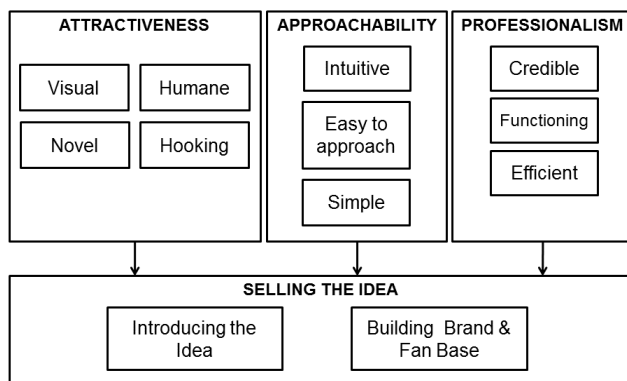 ATTRACTIVENESS
Visual
Humane
Novel
Hooking
APPROACHABILITY
Intuitive
Easy to
approach
Simple
PROFESSIONALISM
Credible
Functioning
Efficient
SELLING THE IDEA
Introducing the
Idea
Building Brand &
Fan Base